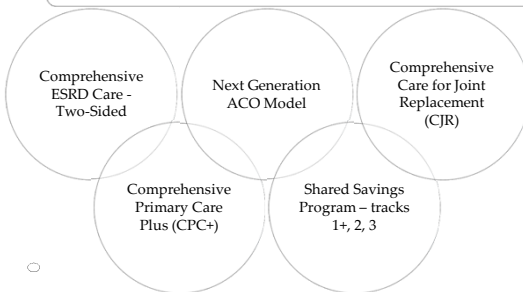 Comprehensive
ESRD Care -
Two-Sided
Next Generation
ACO Model
Comprehensive
Care for Joint
Replacement
(CJR)
Comprehensive
Primary Care
Plus (CPC+)
Shared Savings
Program – tracks
1+, 2, 3